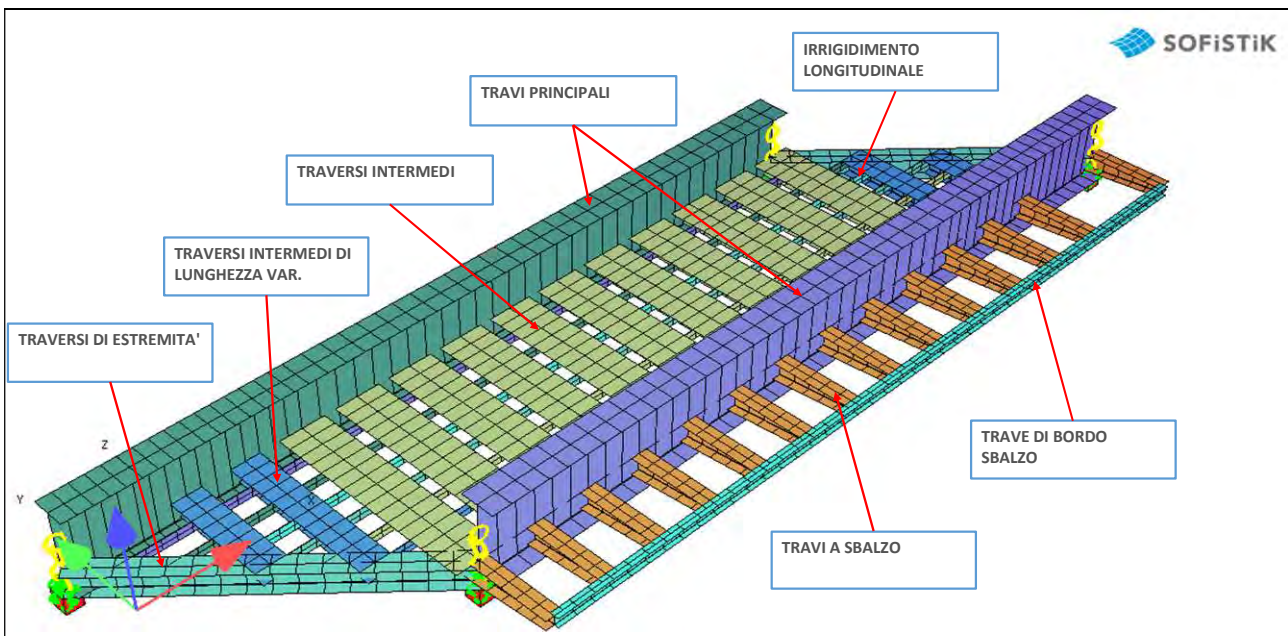 SOFiSTiK
IRRIGIDIMENTO
LONGITUDINALE
TRAVI PRINCIPALI
TRAVERSI INTERMEDI
TRAVERSI INTERMEDI DI
LUNGHEZZA VAR.
TRAVERSI DI ESTREMITA'
TRAVE DI BORDO
SBALZO
TRAVI A SBALZO
Z
Y
X